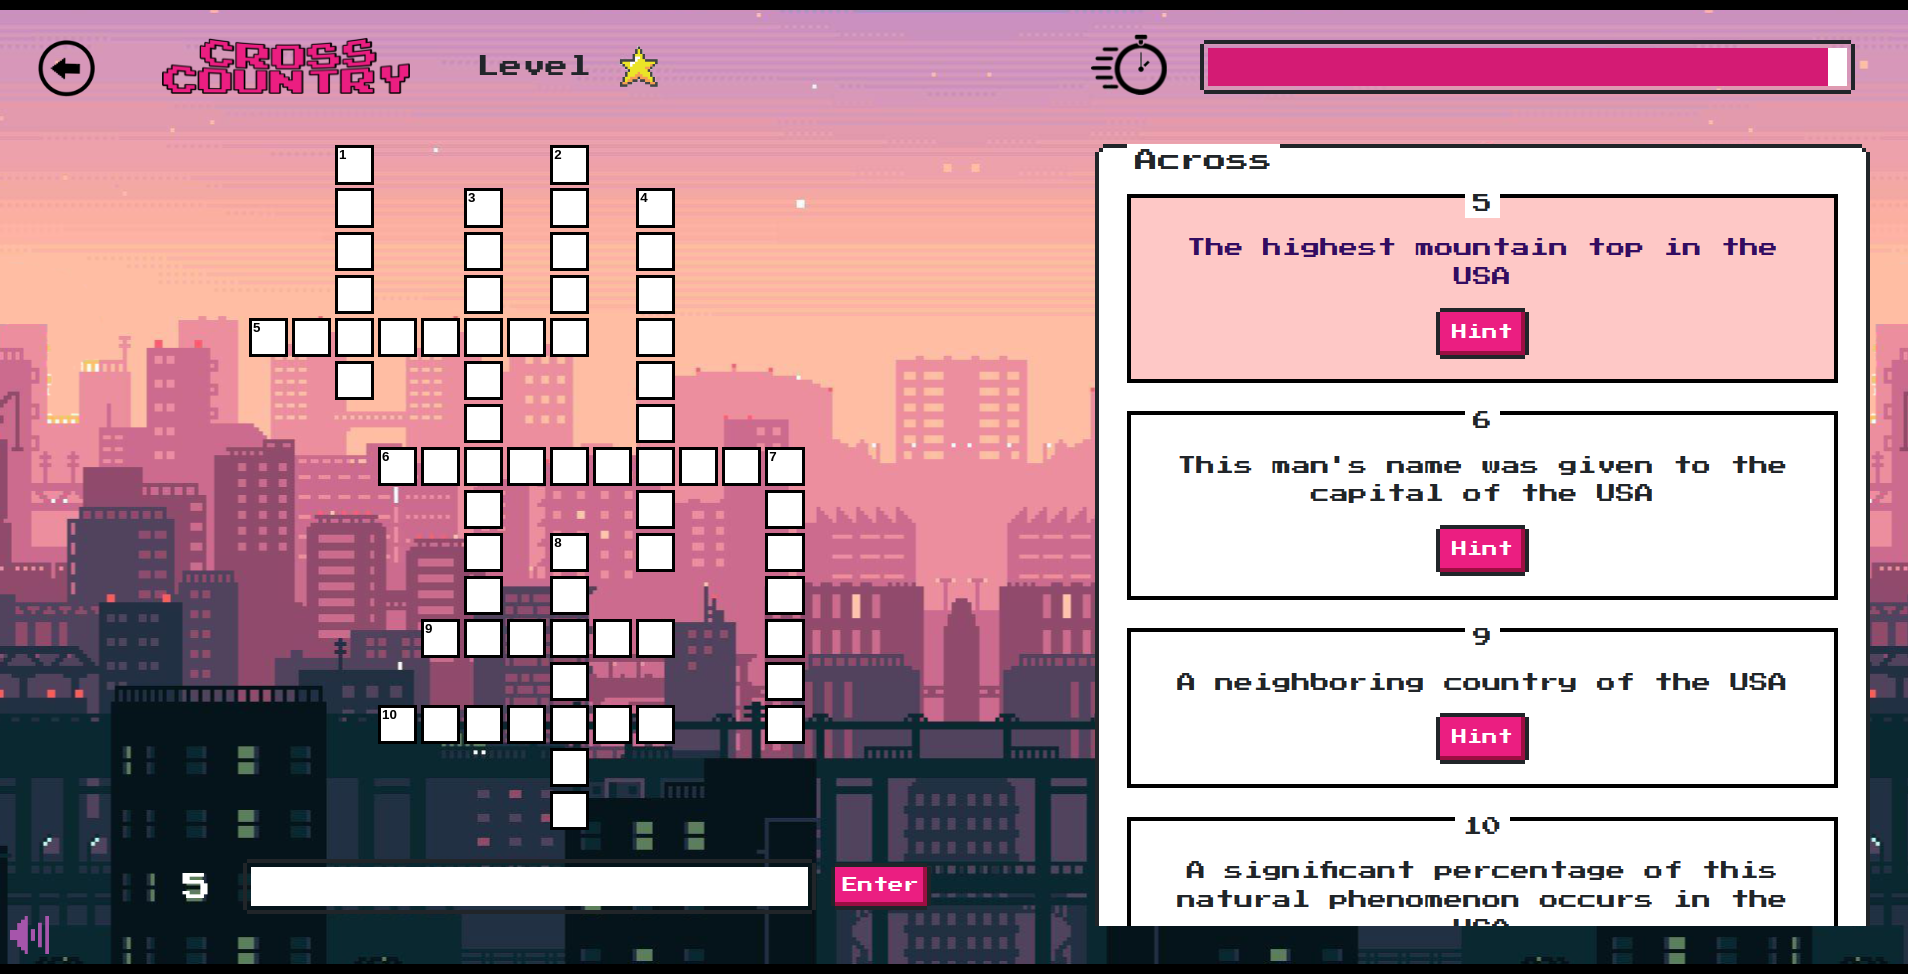 CROSS
COUNTRY
Level
1
2
3
4
5
6
7
8
9
10
5
Enter
Across
5
The highest mountain top in the
USA
Hint
6
This man's name was given to the
capital of the USA
Hint
9
A neighboring country of the USA
Hint
10
A significant percentage of this
natural phenomenon occurs in the
USA